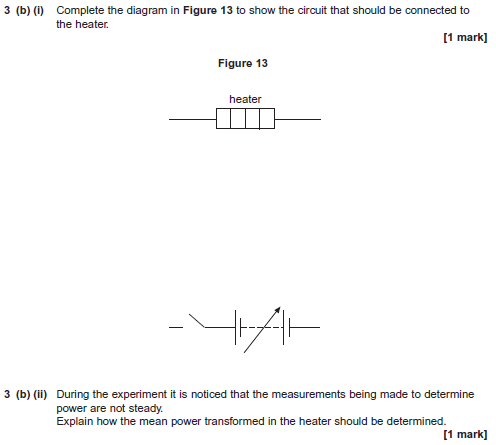 3 (b) (i) Complete the diagram in Figure 13 to show the circuit that should be connected to
the heater.
[1 mark]
Figure 13
heater
3 (b) (ii) During the experiment it is noticed that the measurements being made to determine
power are not steady.
Explain how the mean power transformed in the heater should be determined.
[1 mark]